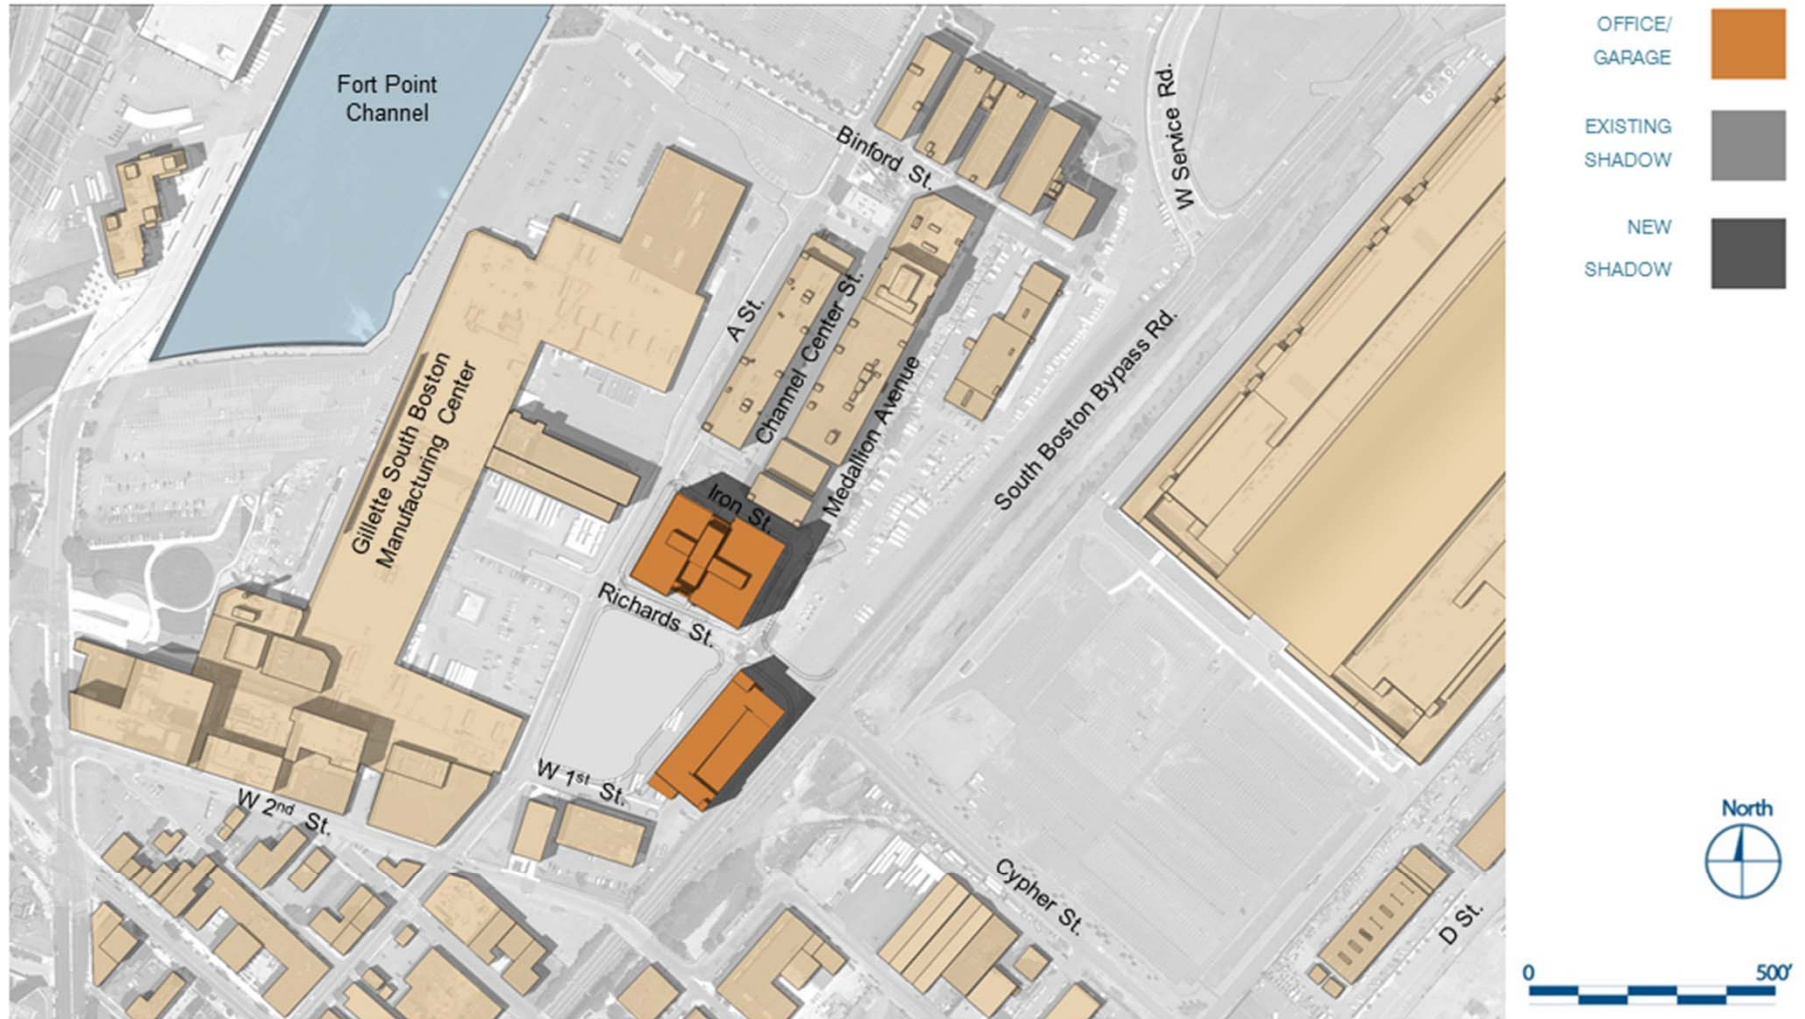 Fort Point
Channel
OFFICE/
GARAGE
EXISTING
SHADOW
NEW
SHADOW
W Service Rd.
Binford St.
A St.
Channel Center St.
Medallion Avenue
South Boston Bypass Rd.
Gillette South Boston
Manufacturing Center
Iron St.
Richards St.
W 1st St.
W 2nd St.
Cypher St.
D St.
North
0 500'